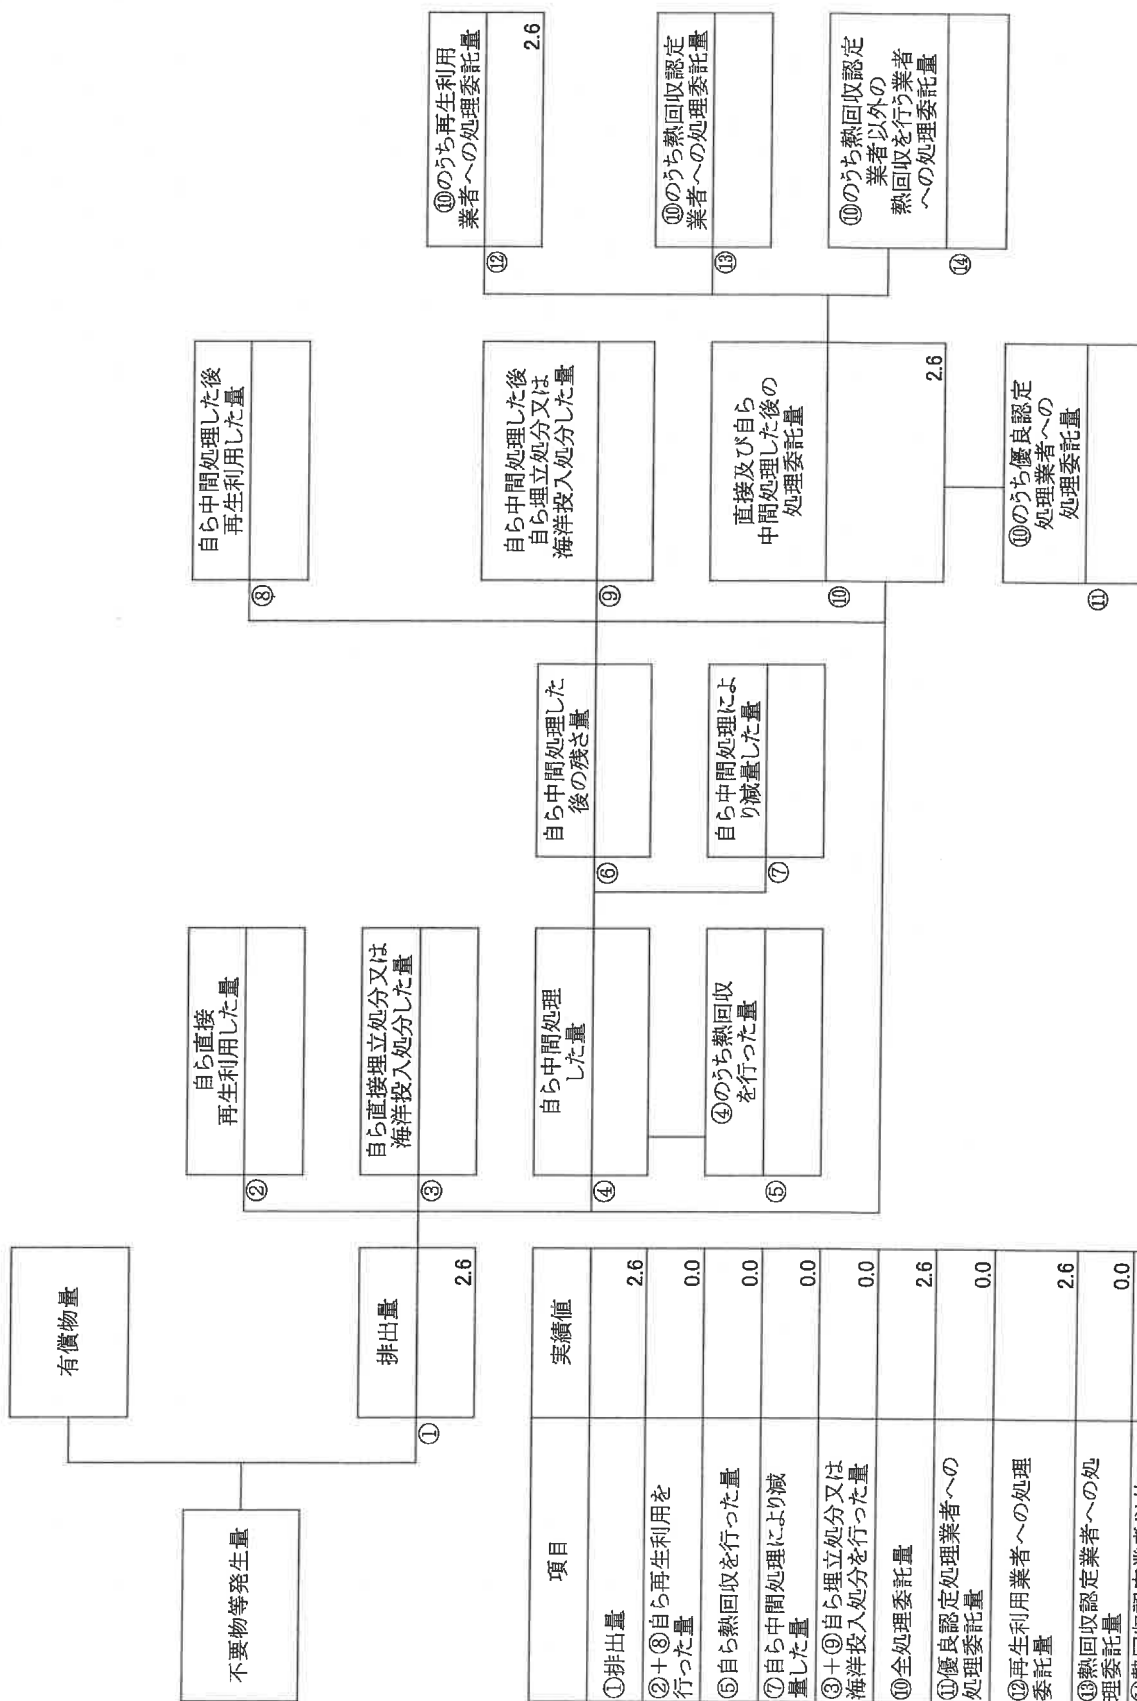 不要物等発生量
有償物量
排出量
①
2.6
自ら直接
再生利用した量
②
自ら直接埋立処分又は
海洋投入処分した量
③
自ら中間処理
した量
④
④のうち熱回収
を行った量
⑤
自ら中間処理した
後の残さ量
⑥
自ら中間処理によ
り減量した量
⑦
自ら中間処理した後
再生利用した量
⑧
自ら中間処理した後
自ら埋立処分又は
海洋投入処分した量
⑨
直接及び自ら
中間処理した後の
処理委託量
⑩
2.6
⑩のうち優良認定
処理業者への
処理委託量
⑪
⑩のうち再生利用
業者への処理委託量
⑫
2.6
⑩のうち熱回収認定
業者への処理委託量
⑬
⑩のうち熱回収認定
業者以外の
熱回収を行う業者
への処理委託量
⑭
項目 実績値
①排出量 2.6
②+⑧自ら再生利用を
行った量 0.0
⑤自ら熱回収を行った量 0.0
⑦自ら中間処理により減
量した量 0.0
③+⑨自ら埋立処分又は
海洋投入処分を行った量 0.0
⑩全処理委託量 2.6
⑪優良認定処理業者への
処理委託量 0.0
⑫再生利用業者への処理
委託量 2.6
⑬熱回収認定業者への処
理委託量 0.0